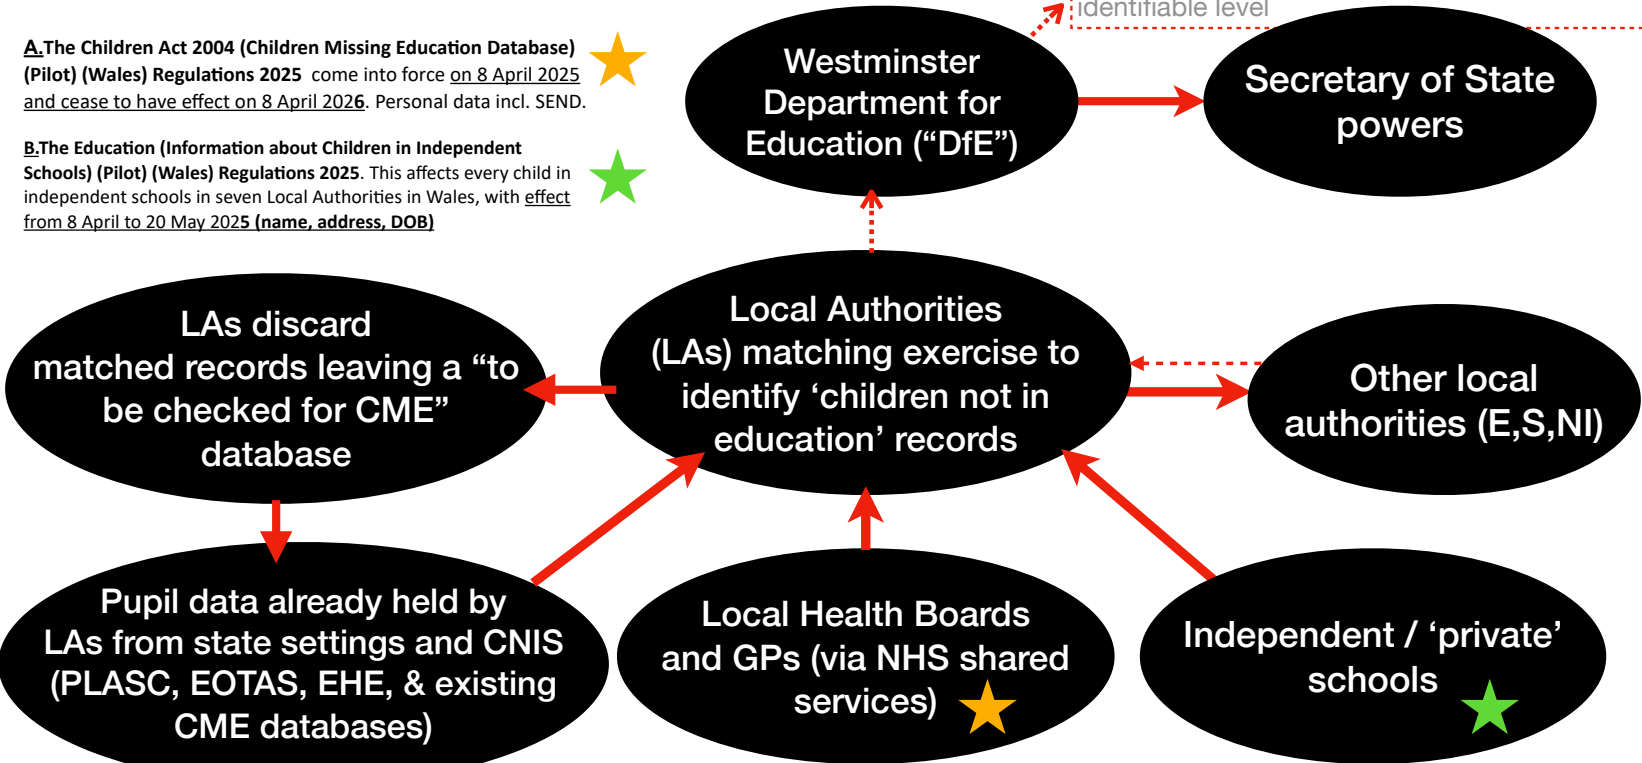 identifiable level
A.The Children Act 2004 (Children Missing Education Database)
(Pilot) (Wales) Regulations 2025 come into force on 8 April 2025
and cease to have effect on 8 April 2026. Personal data incl. SEND.
B.The Education (Information about Children in Independent
Schools) (Pilot) (Wales) Regulations 2025. This affects every child in
independent schools in seven Local Authorities in Wales, with effect
from 8 April to 20 May 2025 (name, address, DOB)
Westminster
Department for
Education (“DfE”)
Secretary of State
powers
LAs discard
matched records leaving a “to
be checked for CME”
database
Local Authorities
(LAs) matching exercise to
identify ‘children not in
education’ records
Other local
authorities (E,S,NI)
Pupil data already held by
LAs from state settings and CNIS
(PLASC, EOTAS, EHE, & existing
CME databases)
Local Health Boards
and GPs (via NHS shared
services)
Independent / ‘private’
schools